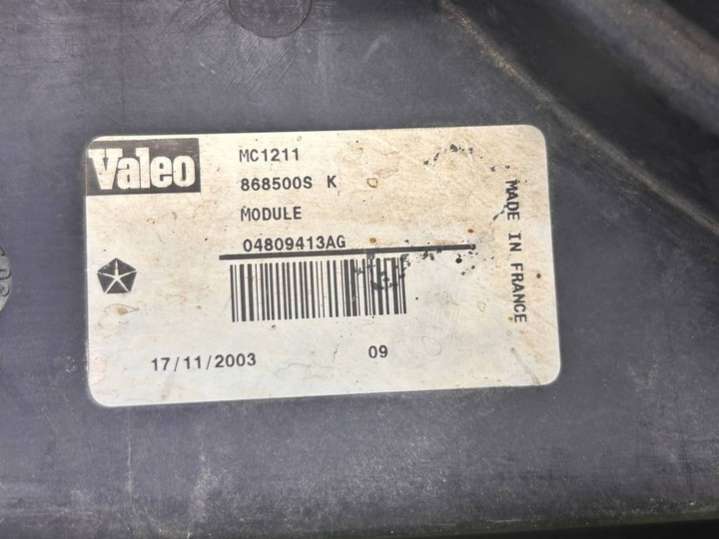 Valeo
MC1211
868500S K
MODULE
04809413AG
17/11/2003
09
MADE IN FRANCE